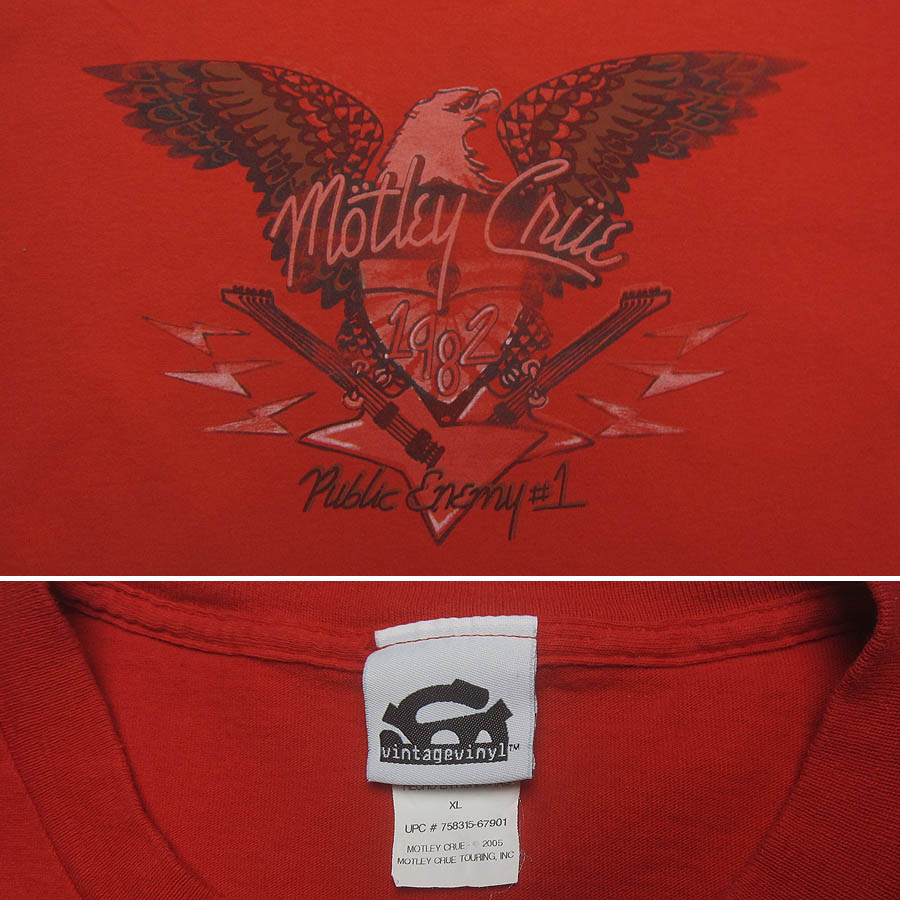 Mötley Crüe
1982
Public Enemy #1
vintagevinyl™
XL
UPC # 758315-67901
MOTLEY CRUE - © 2005
MOTLEY CRUE TOURING, INC